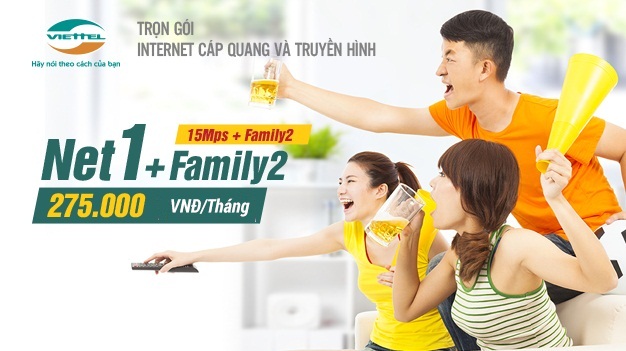 VIETTEL
Hãy nói theo cách của bạn
TRỌN GÓI
INTERNET CÁP QUANG VÀ TRUYỀN HÌNH
15Mps + Family2
Net1 + Family2
275.000 VNĐ/Tháng